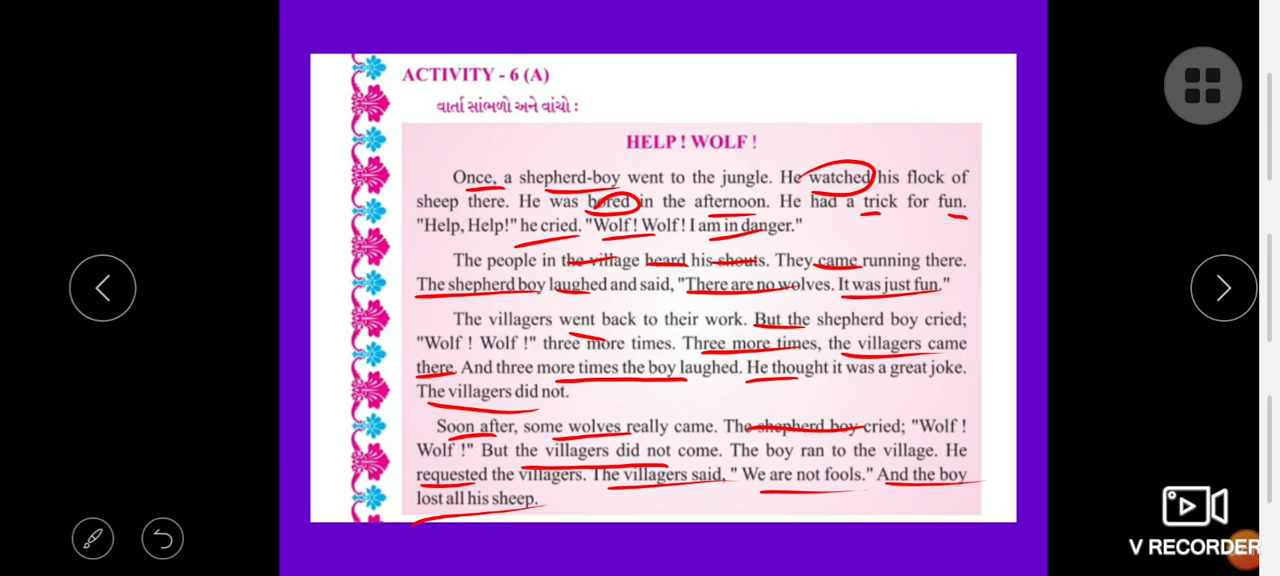 ACTIVITY - 6 (A)
વાર્તા સાંભળો અને વાંચો :
HELP! WOLF !
Once, a shepherd-boy went to the jungle. He watched his flock of
sheep there. He was bored in the afternoon. He had a trick for fun.
"Help, Help!" he cried. "Wolf! Wolf! I am in danger."
The people in the village heard his shouts. They came running there.
The shepherd boy laughed and said, "There are no wolves. It was just fun."
The villagers went back to their work. But the shepherd boy cried;
"Wolf ! Wolf !" three more times. Three more times, the villagers came
there. And three more times the boy laughed. He thought it was a great joke.
The villagers did not.
Soon after, some wolves really came. The shepherd boy cried; "Wolf !
Wolf !" But the villagers did not come. The boy ran to the village. He
requested the villagers. The villagers said, " We are not fools." And the boy
lost all his sheep.
V RECORDER